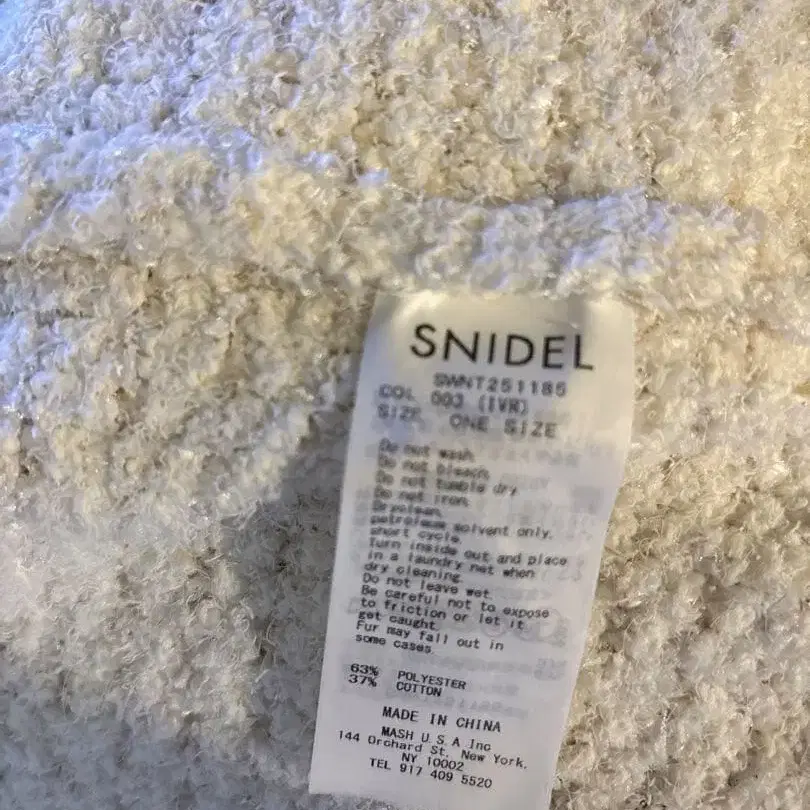 SNIDEL
SWNT251185
COL 003 (IVR)
SIZE ONE SIZE
Do not wash.
Do not bleach.
Do not tumble dry
Do not iron.
Dryclean,
petroleum solvent only.
short cycle.
Turn inside out and place
in a laundry net when
dry cleaning.
Do not leave wet.
Be careful not to expose
to friction or let it
get caught.
Fur may fall out in
some cases.
63% POLYESTER
37% COTTON
MADE IN CHINA
MASH U.S.A Inc
144 Orchard St, New York,
NY 10002
TEL 917 409 5520